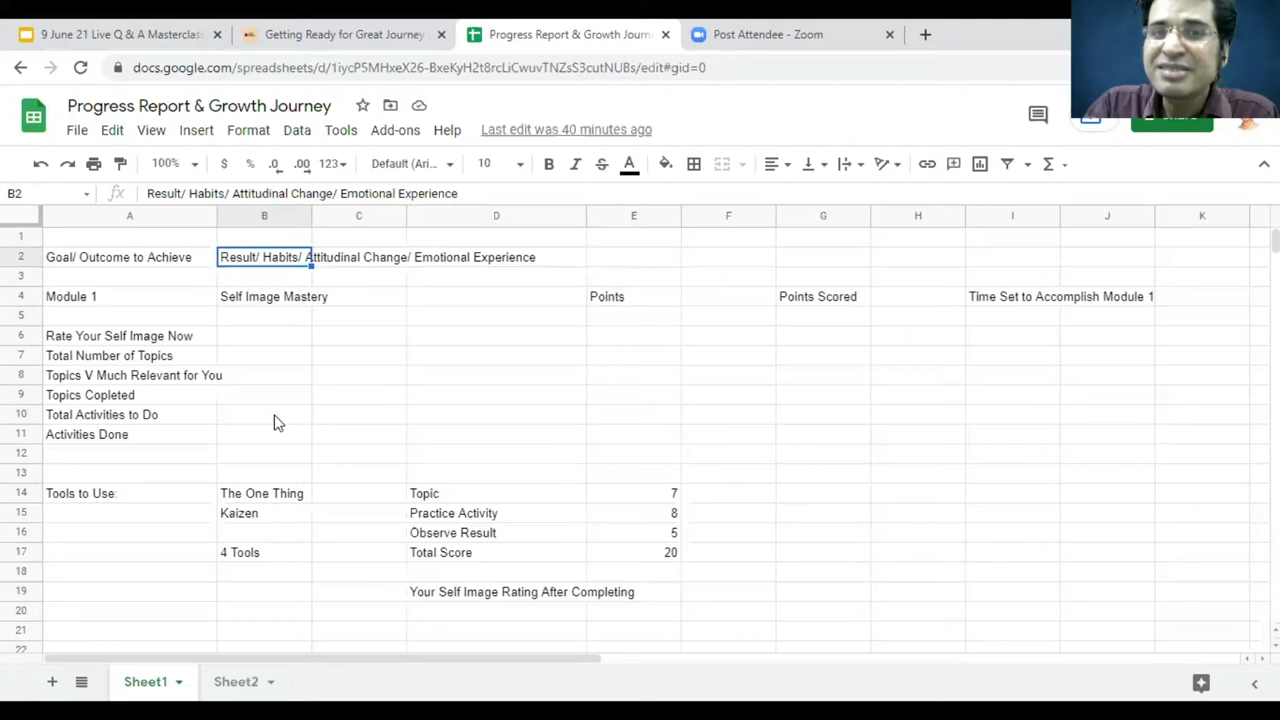 9 June 21 Live Q & A Masterclass
Getting Ready for Great Journey
Progress Report & Growth Journ
Post Attendee - Zoom
docs.google.com/spreadsheets/d/1iycP5MHxeX26-BxeKyH2t8rcLiCwuvTNZsS3cutNUBs/edit#gid=0
Progress Report & Growth Journey
File Edit View Insert Format Data Tools Add-ons Help Last edit was 40 minutes ago
100% $ % .0 .00 123 Default (Ari... 10 B I S A
B2 fx Result/ Habits/ Attitudinal Change/ Emotional Experience
A B C D E F G H I J K
1
2 Goal/ Outcome to Achieve Result/ Habits/ Attitudinal Change/ Emotional Experience
3
4 Module 1 Self Image Mastery Points Points Scored Time Set to Accomplish Module 1
5
6 Rate Your Self Image Now
7 Total Number of Topics
8 Topics V Much Relevant for You
9 Topics Copleted
10 Total Activities to Do
11 Activities Done
12
13
14 Tools to Use: The One Thing Topic 7
15 Kaizen Practice Activity 8
16 Observe Result 5
17 4 Tools Total Score 20
18
19 Your Self Image Rating After Completing
20
21
22
Sheet1 Sheet2